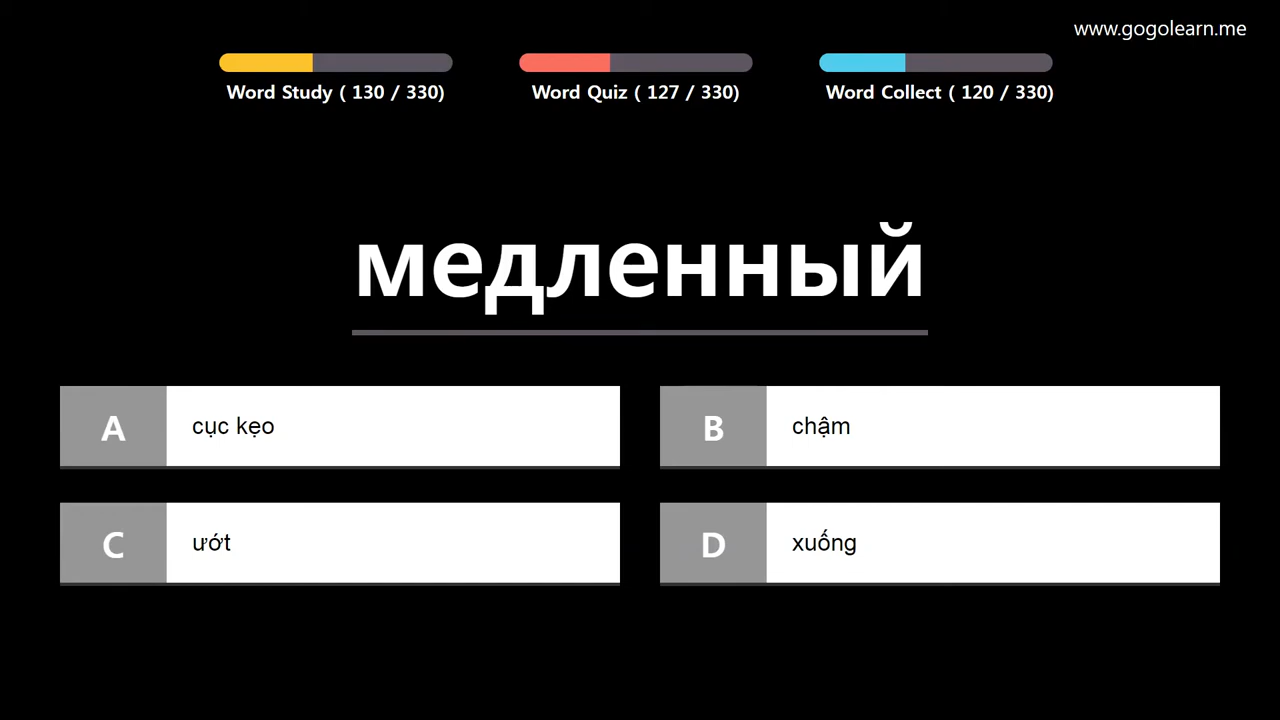 www.gogolearn.me
Word Study ( 130 / 330)
Word Quiz ( 127 / 330)
Word Collect ( 120 / 330)
медленный
A
cục kẹo
B
chậm
C
ướt
D
xuống